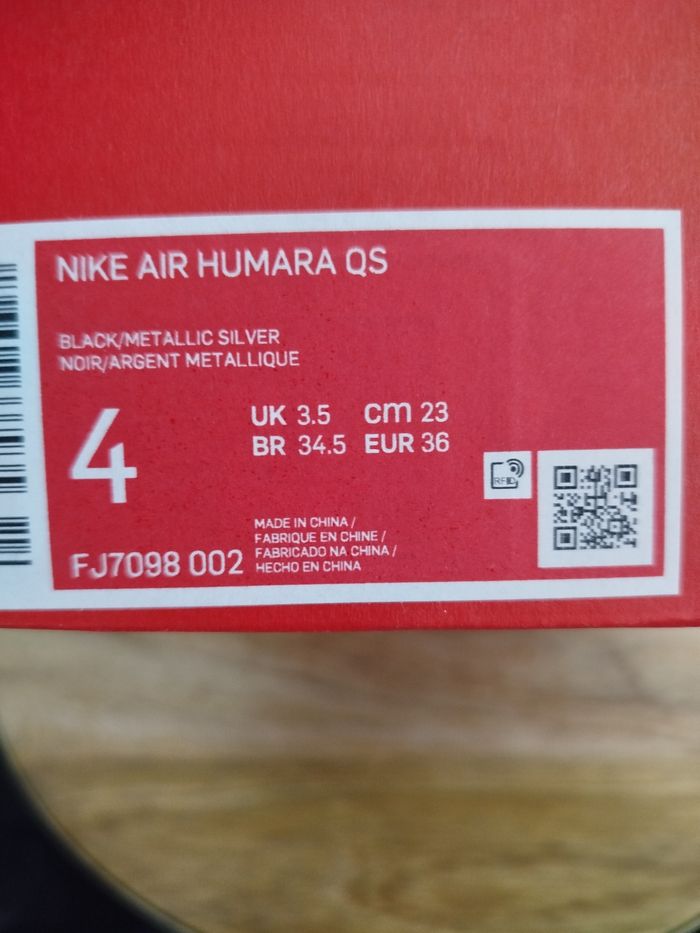 NIKE AIR HUMARA QS
BLACK/METALLIC SILVER
NOIR/ARGENT METALLIQUE
4
UK 3.5 cm 23
BR 34.5 EUR 36
RFID
MADE IN CHINA /
FABRIQUE EN CHINE /
FABRICADO NA CHINA /
HECHO EN CHINA
FJ7098 002